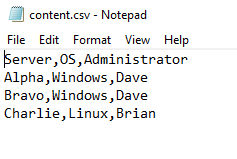 content.csv - Notepad
File Edit Format View Help
Server,OS,Administrator
Alpha,Windows,Dave
Bravo,Windows,Dave
Charlie,Linux,Brian